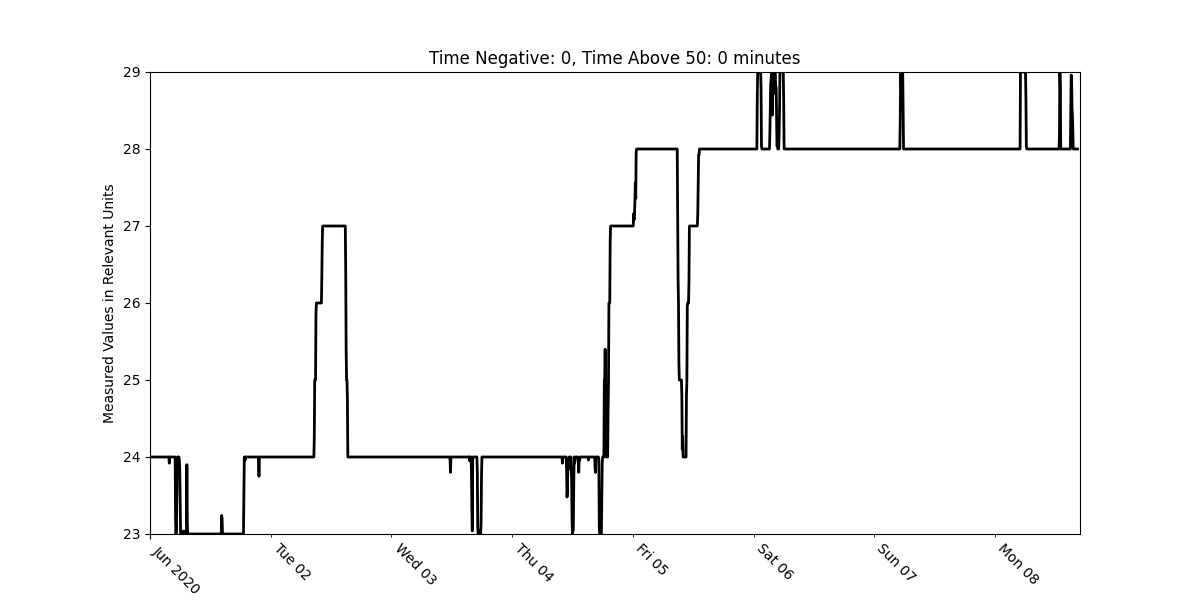 Time Negative: 0, Time Above 50: 0 minutes
Measured Values in Relevant Units
29
28
27
26
25
24
23
Jun 2020
Tue 02
Wed 03
Thu 04
Fri 05
Sat 06
Sun 07
Mon 08